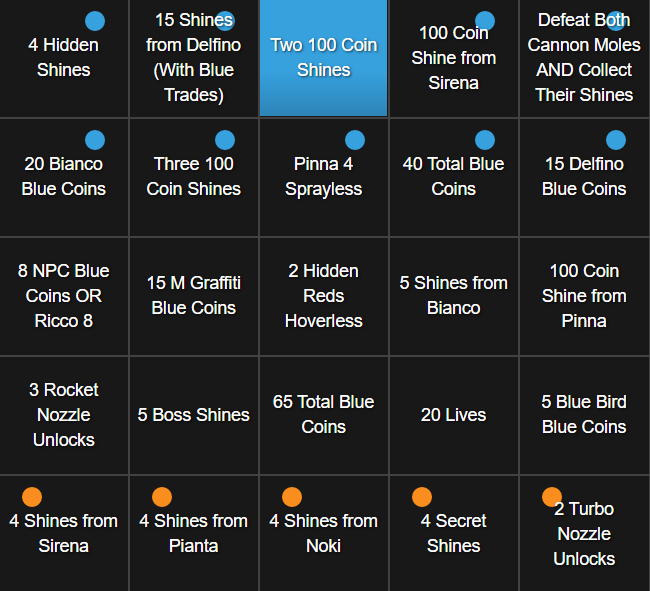 4 Hidden
Shines
15 Shines
from Delfino
(With Blue
Trades)
Two 100 Coin
Shines
100 Coin
Shine from
Sirena
Defeat Both
Cannon Moles
AND Collect
Their Shines
20 Bianco
Blue Coins
Three 100
Coin Shines
Pinna 4
Sprayless
40 Total Blue
Coins
15 Delfino
Blue Coins
8 NPC Blue
Coins OR
Ricco 8
15 M Graffiti
Blue Coins
2 Hidden
Reds
Hoverless
5 Shines from
Bianco
100 Coin
Shine from
Pinna
3 Rocket
Nozzle
Unlocks
5 Boss Shines
65 Total Blue
Coins
20 Lives
5 Blue Bird
Blue Coins
4 Shines from
Sirena
4 Shines from
Pianta
4 Shines from
Noki
4 Secret
Shines
2 Turbo
Nozzle
Unlocks